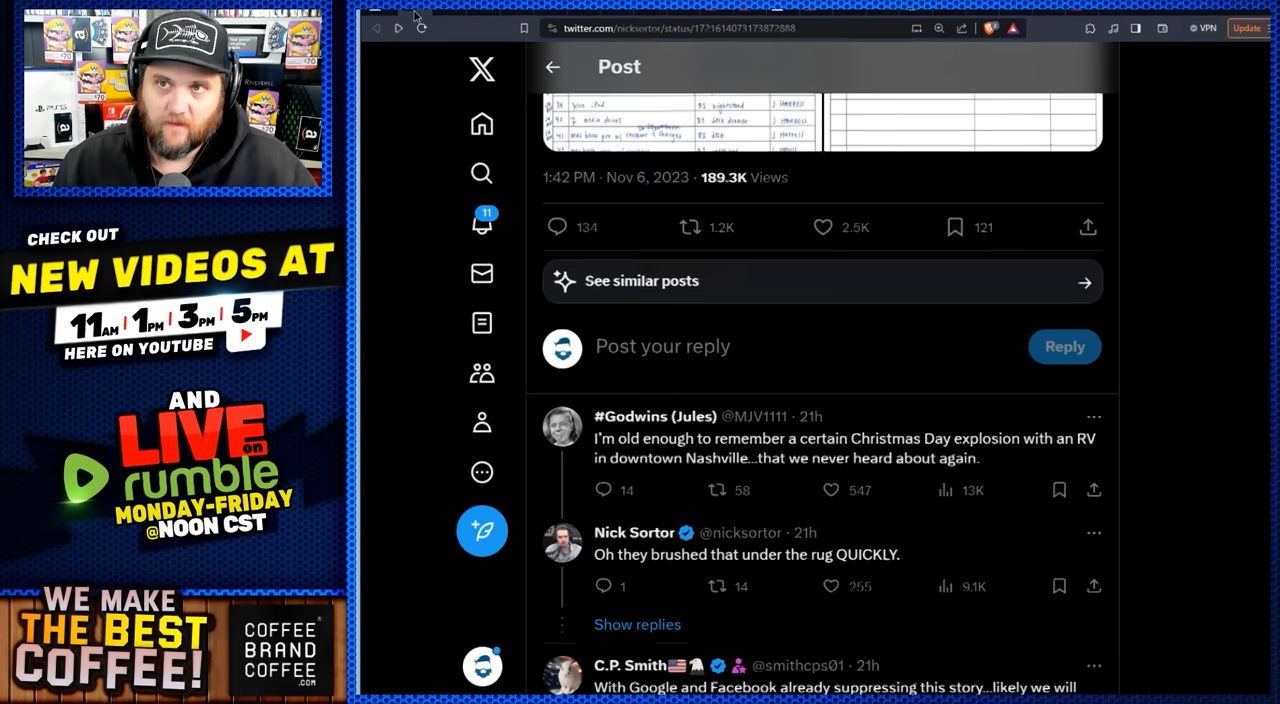 twitter.com/nicksortor/status/1721614073173872888
VPN
Update
Post
1:42 PM · Nov 6, 2023 · 189.3K Views
134
1.2K
2.5K
121
11
See similar posts
Post your reply
Reply
#Godwins (Jules) @MJV1111 · 21h
I'm old enough to remember a certain Christmas Day explosion with an RV
in downtown Nashville...that we never heard about again.
14
58
547
13K
Nick Sortor @nicksortor · 21h
Oh they brushed that under the rug QUICKLY.
1
14
255
9.1K
Show replies
C.P. Smith @smithcps01 · 21h
With Google and Facebook already suppressing this story...likely we will
CHECK OUT
NEW VIDEOS AT
11AM | 1PM | 3PM | 5PM
HERE ON YOUTUBE
AND
LIVE on
rumble
MONDAY-FRIDAY
@NOON CST
WE MAKE
THE BEST
COFFEE!
COFFEE
BRAND
COFFEE
.COM